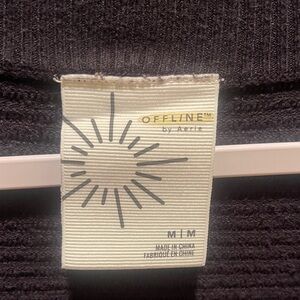 OFFLINE™
by Aerie
M | M
MADE IN CHINA
FABRIQUÉ EN CHINE